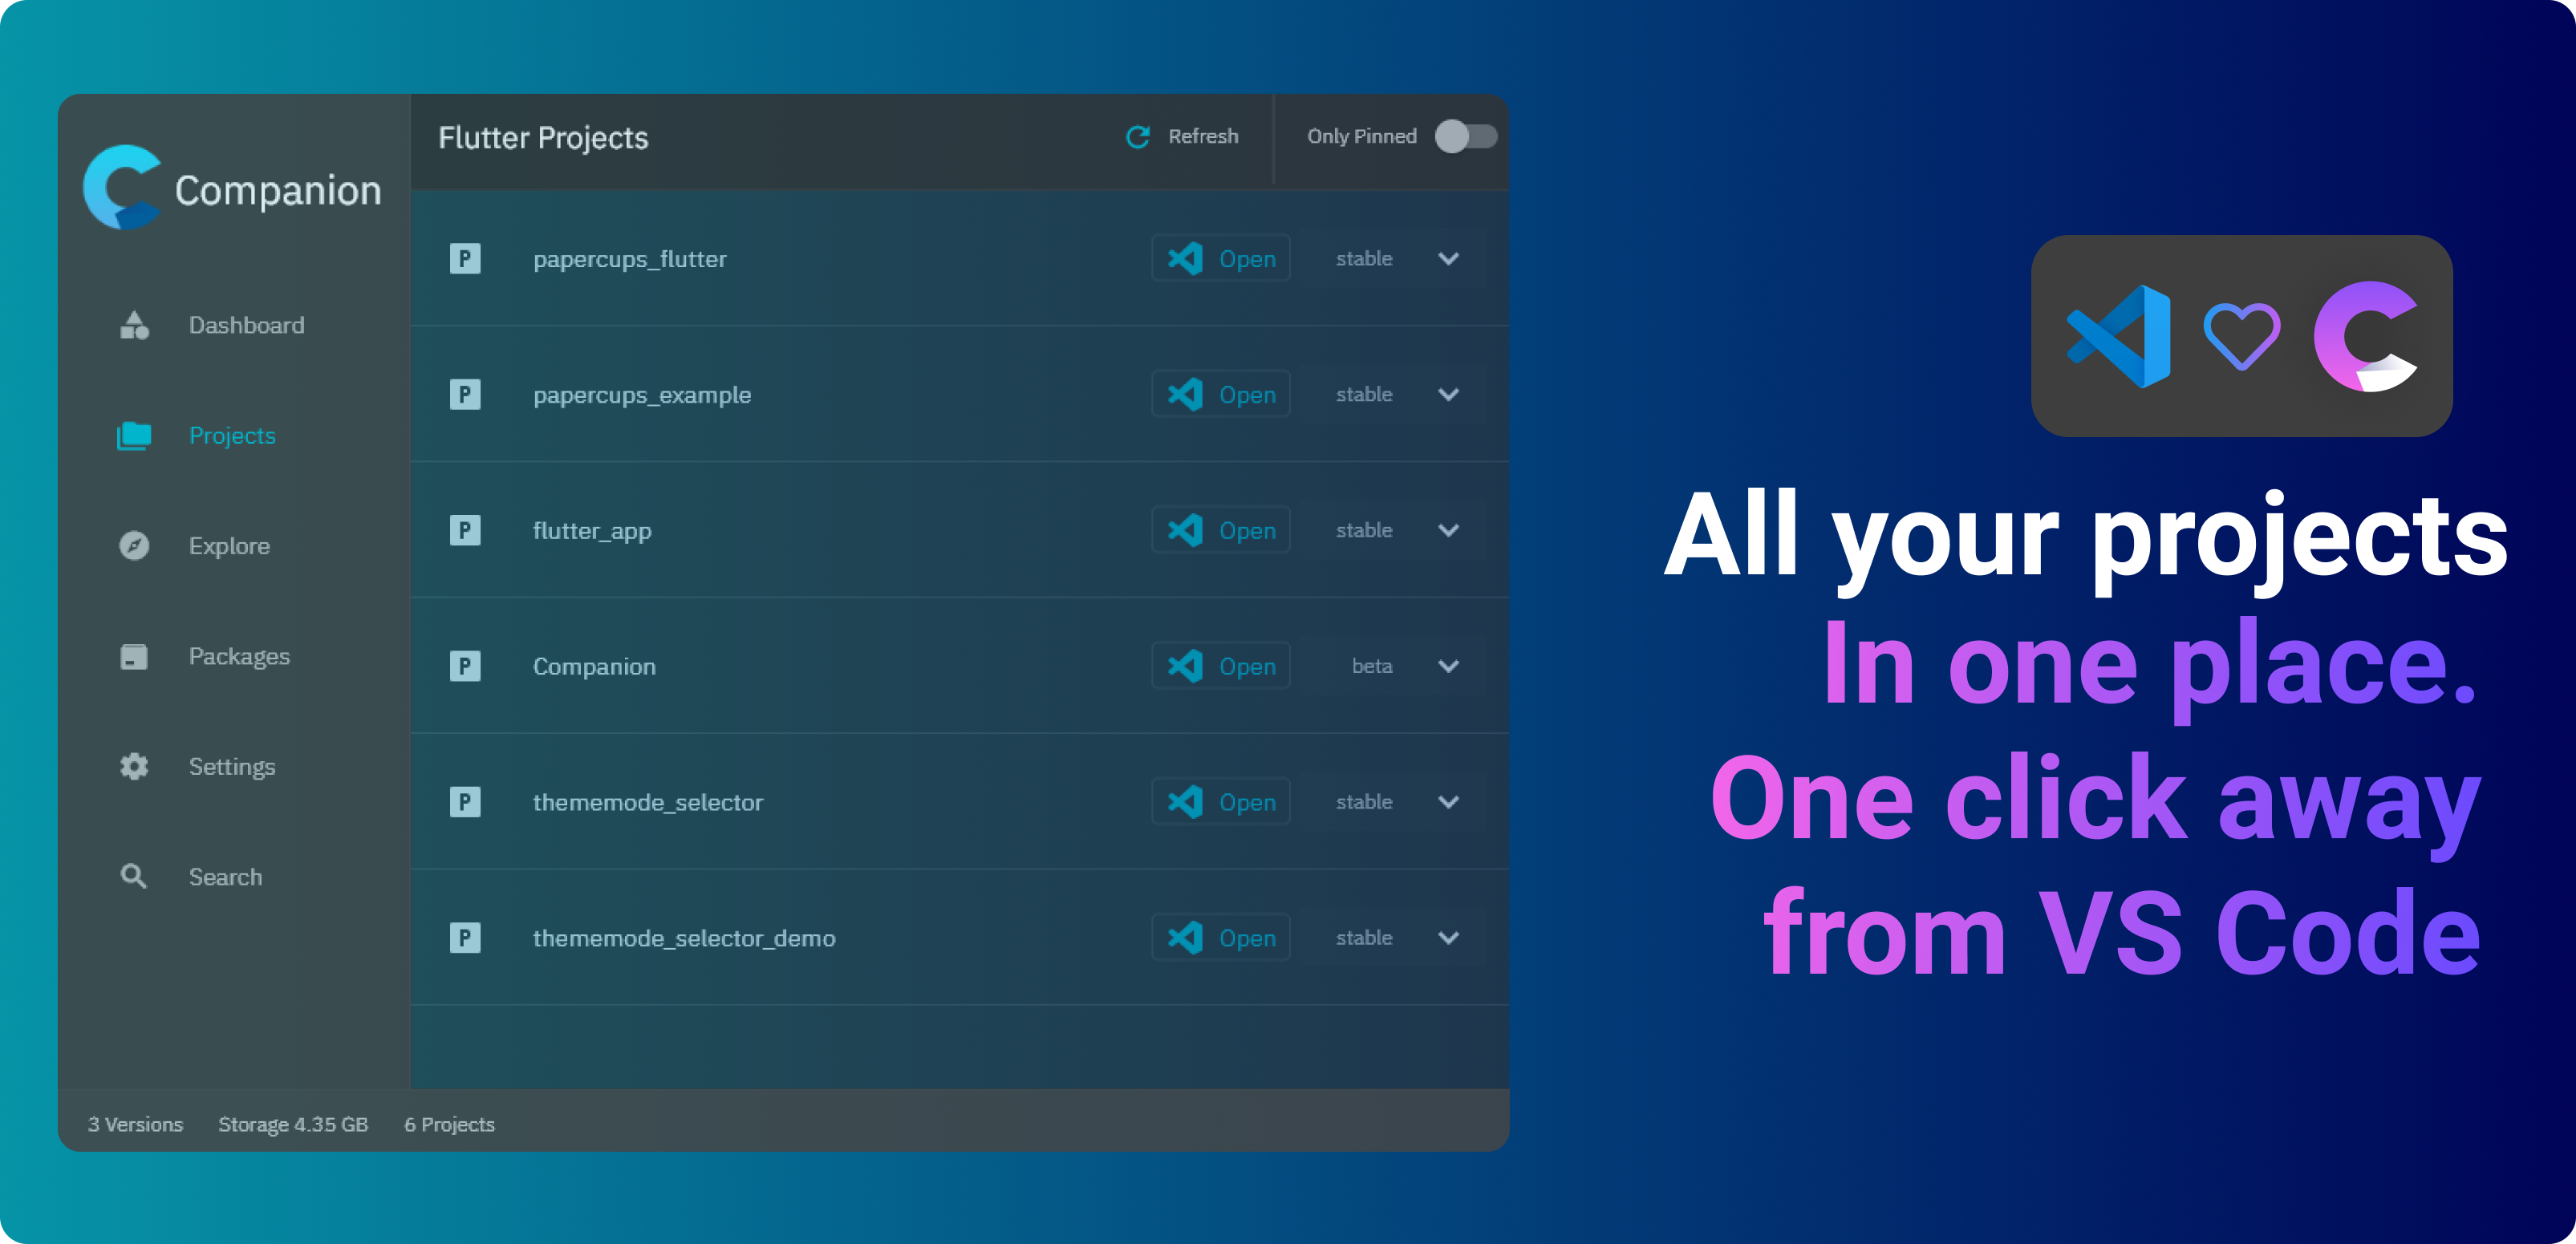 Companion
Dashboard
Projects
Explore
Packages
Settings
Search
Flutter Projects
Refresh
Only Pinned
P papercups_flutter Open stable
P papercups_example Open stable
P flutter_app Open stable
P Companion Open beta
P thememode_selector Open stable
P thememode_selector_demo Open stable
3 Versions Storage 4.35 GB 6 Projects
All your projects
In one place.
One click away
from VS Code